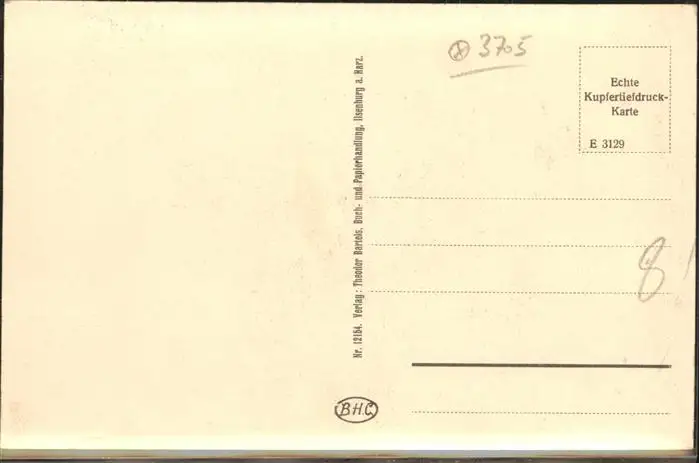 Nr. 12154. Verlag: Theodor Bartels, Buch- und Papierhandlung, Ilsenburg a. Harz.
3705
Echte
Kupfertiefdruck-
Karte
E 3129
8
BHC